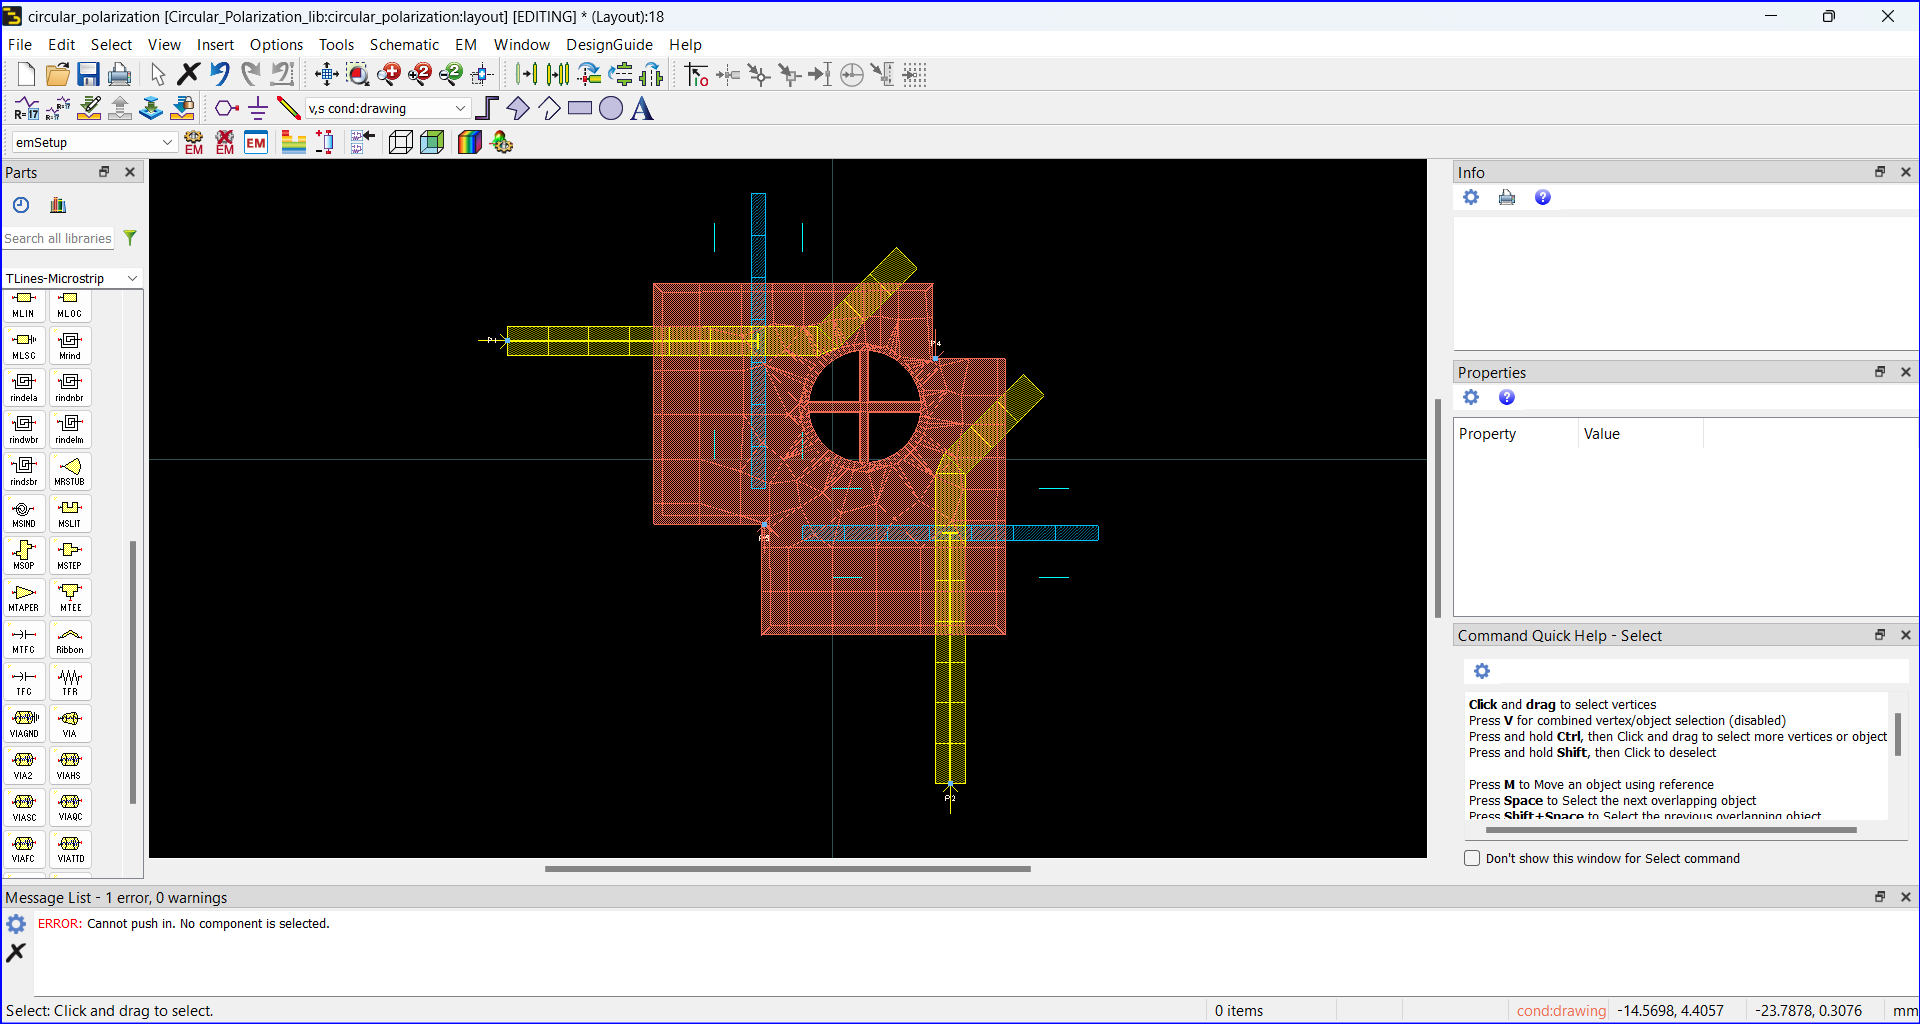 circular_polarization [Circular_Polarization_lib:circular_polarization:layout] [EDITING] * (Layout):18
File Edit Select View Insert Options Tools Schematic EM Window DesignGuide Help
v,s cond:drawing
emSetup
EM EM EM
Parts
Search all libraries
TLines-Microstrip
MLIN MLOC
MLSC Mrind
rindela rindnbr
rindwbr rindelm
rindsbr MRSTUB
MSIND MSLIT
MSOP MSTEP
MTAPER MTEE
MTFC Ribbon
TFC TFR
VIAGND VIA
VIA2 VIAHS
VIASC VIAQC
VIAFC VIATTD
P1
P4
P2
Info
Properties
Property Value
Command Quick Help - Select
Click and drag to select vertices
Press V for combined vertex/object selection (disabled)
Press and hold Ctrl, then Click and drag to select more vertices or object
Press and hold Shift, then Click to deselect
Press M to Move an object using reference
Press Space to Select the next overlapping object
Press Shift+Space to Select the previous overlapping object
Don't show this window for Select command
Message List - 1 error, 0 warnings
ERROR: Cannot push in. No component is selected.
Select: Click and drag to select.
0 items
cond:drawing
-14.5698, 4.4057
-23.7878, 0.3076
mm